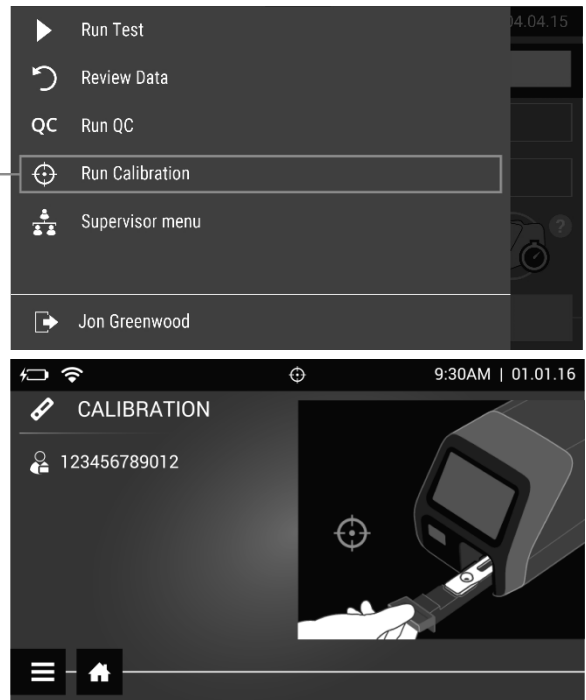 Run Test
04.04.15
Review Data
QC Run QC
Run Calibration
Supervisor menu
?
Jon Greenwood
9:30AM | 01.01.16
CALIBRATION
123456789012